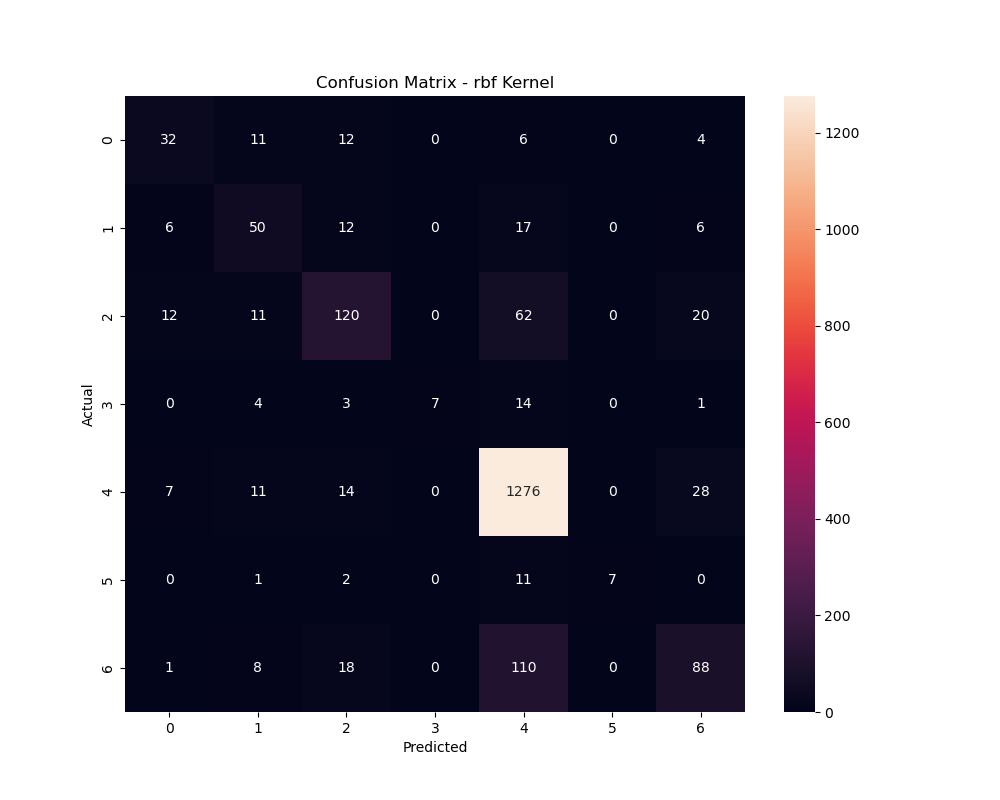 Confusion Matrix - rbf Kernel
0 32 11 12 0 6 0 4
1 6 50 12 0 17 0 6
2 12 11 120 0 62 0 20
3 0 4 3 7 14 0 1
4 7 11 14 0 1276 0 28
5 0 1 2 0 11 7 0
6 1 8 18 0 110 0 88
0 1 2 3 4 5 6
Actual
Predicted
1200
1000
800
600
400
200
0